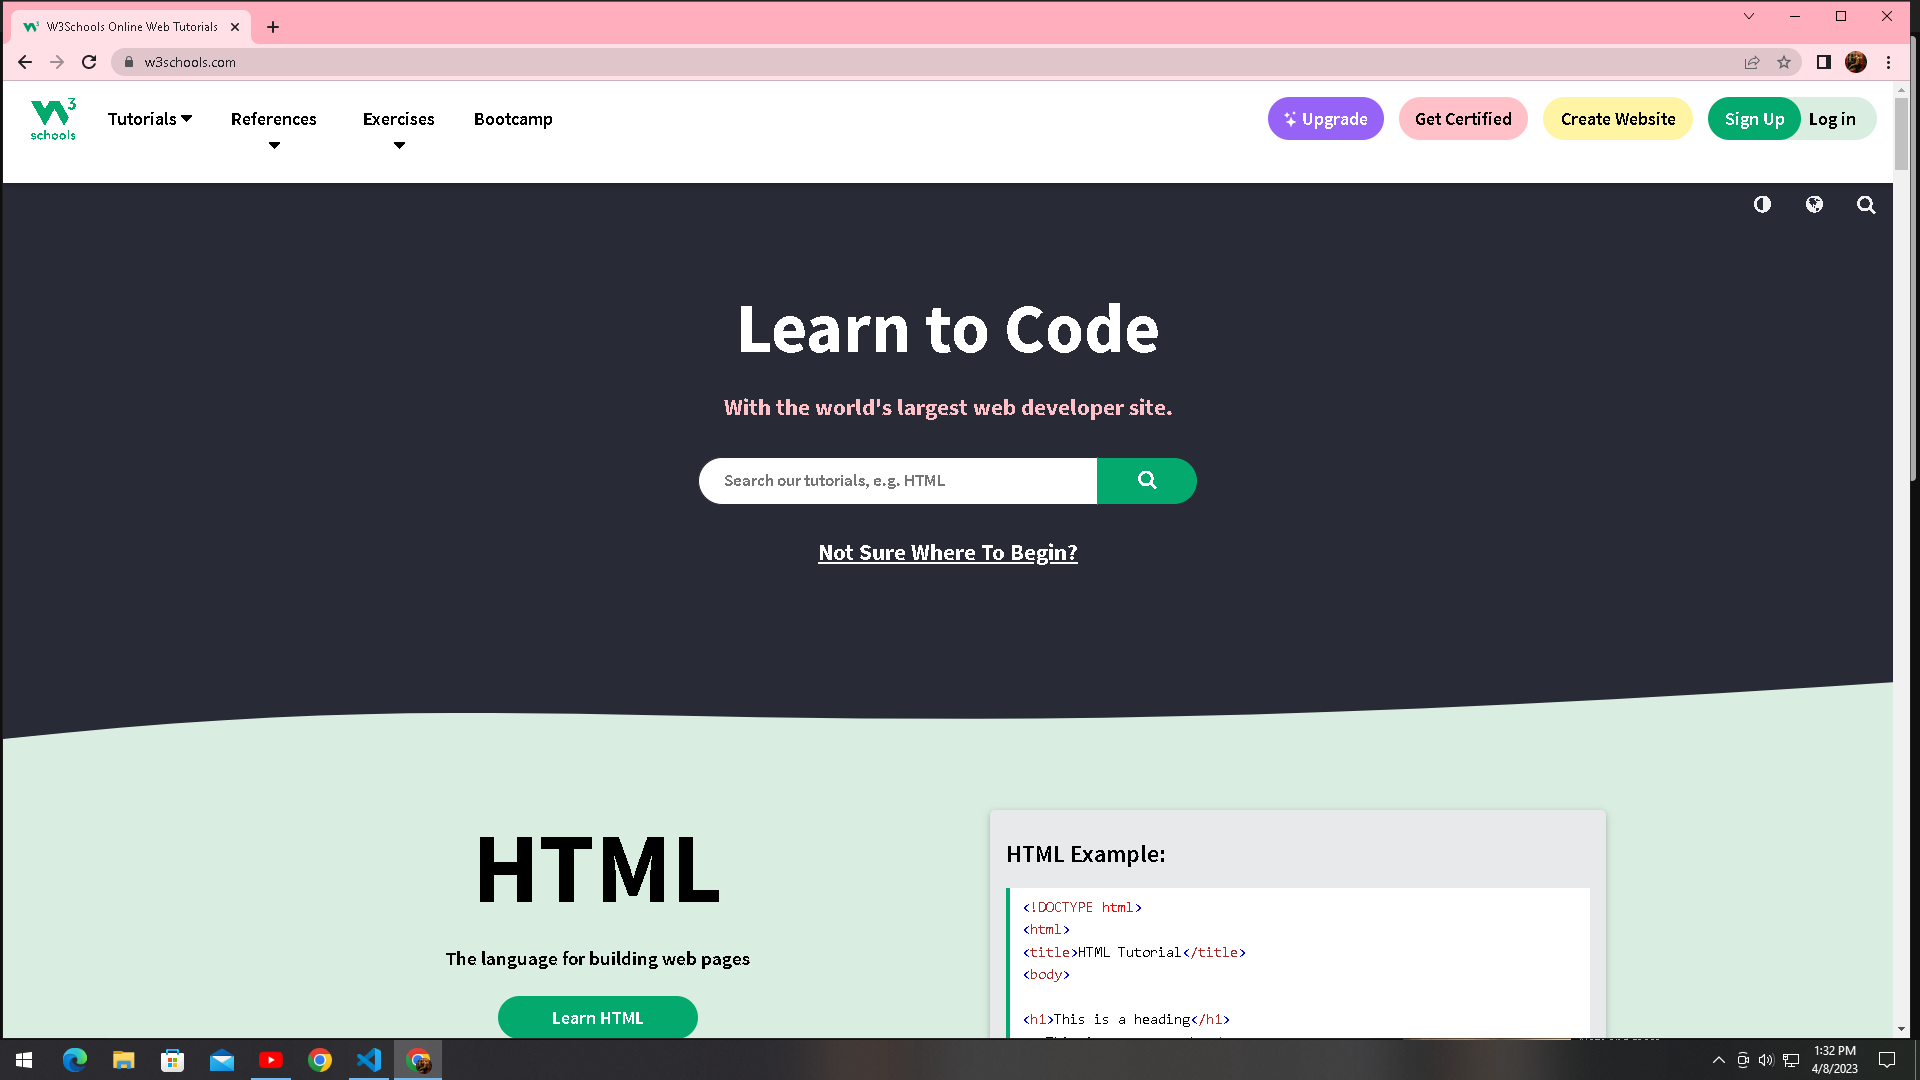 W3Schools Online Web Tutorials
w3schools.com
W3 schools
Tutorials
References
Exercises
Bootcamp
Upgrade
Get Certified
Create Website
Sign Up
Log in
Learn to Code
With the world's largest web developer site.
Search our tutorials, e.g. HTML
Not Sure Where To Begin?
HTML
The language for building web pages
Learn HTML
HTML Example:
<!DOCTYPE html>
<html>
<title>HTML Tutorial</title>
<body>
<h1>This is a heading</h1>
1:32 PM
4/8/2023